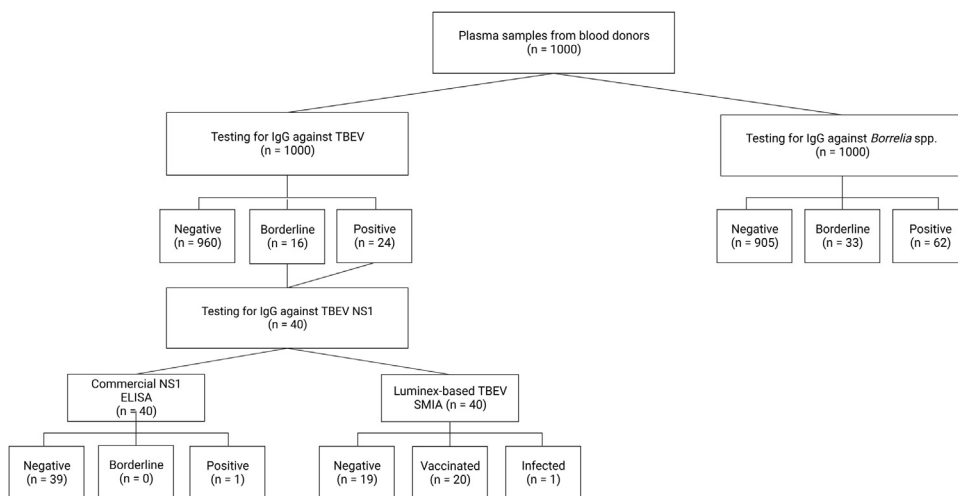 Plasma samples from blood donors
(n = 1000)
Testing for IgG against TBEV
(n = 1000)
Testing for IgG against Borrelia spp.
(n = 1000)
Negative
(n = 960)
Borderline
(n = 16)
Positive
(n = 24)
Negative
(n = 905)
Borderline
(n = 33)
Positive
(n = 62)
Testing for IgG against TBEV NS1
(n = 40)
Commercial NS1
ELISA
(n = 40)
Luminex-based TBEV
SMIA (n = 40)
Negative
(n = 39)
Borderline
(n = 0)
Positive
(n = 1)
Negative
(n = 19)
Vaccinated
(n = 20)
Infected
(n = 1)